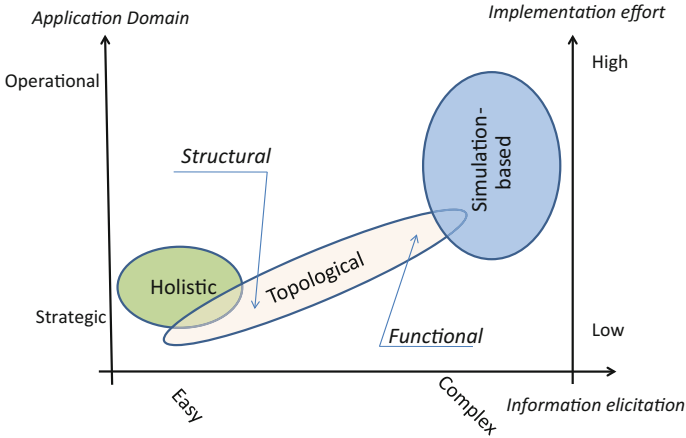 Application Domain
Implementation effort
Operational
High
Simulation-
based
Structural
Topological
Holistic
Strategic
Functional
Low
Easy
Complex
Information elicitation